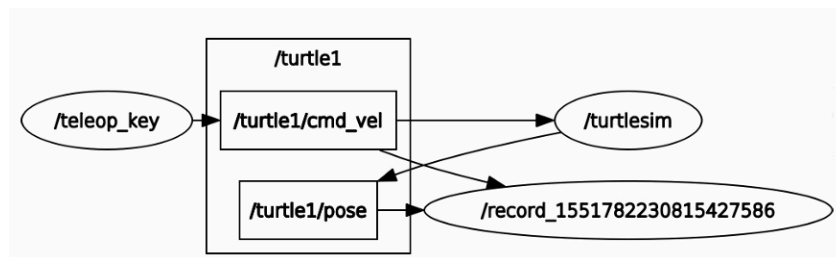 /turtle1
/teleop_key
/turtle1/cmd_vel
/turtlesim
/turtle1/pose
/record_1551782230815427586